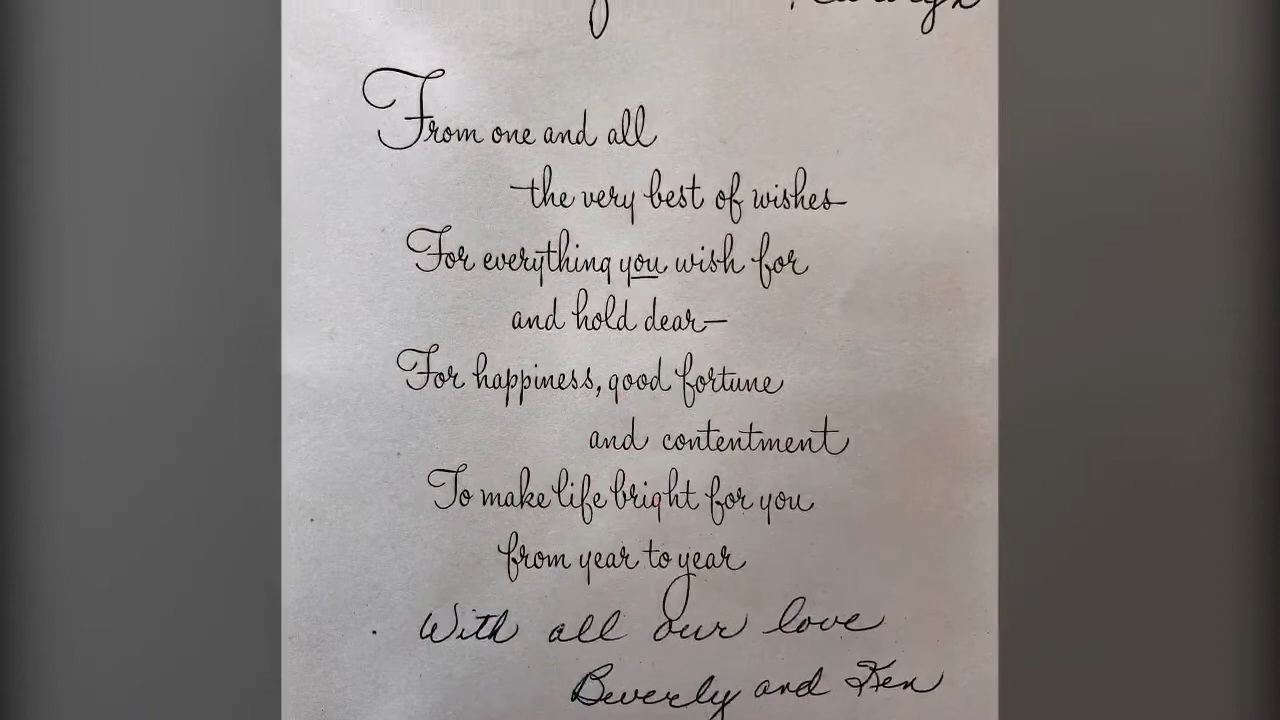 From one and all
the very best of wishes
For everything you wish for
and hold dear—
For happiness, good fortune
and contentment
To make life bright for you
from year to year
With all our love
Beverly and Ken